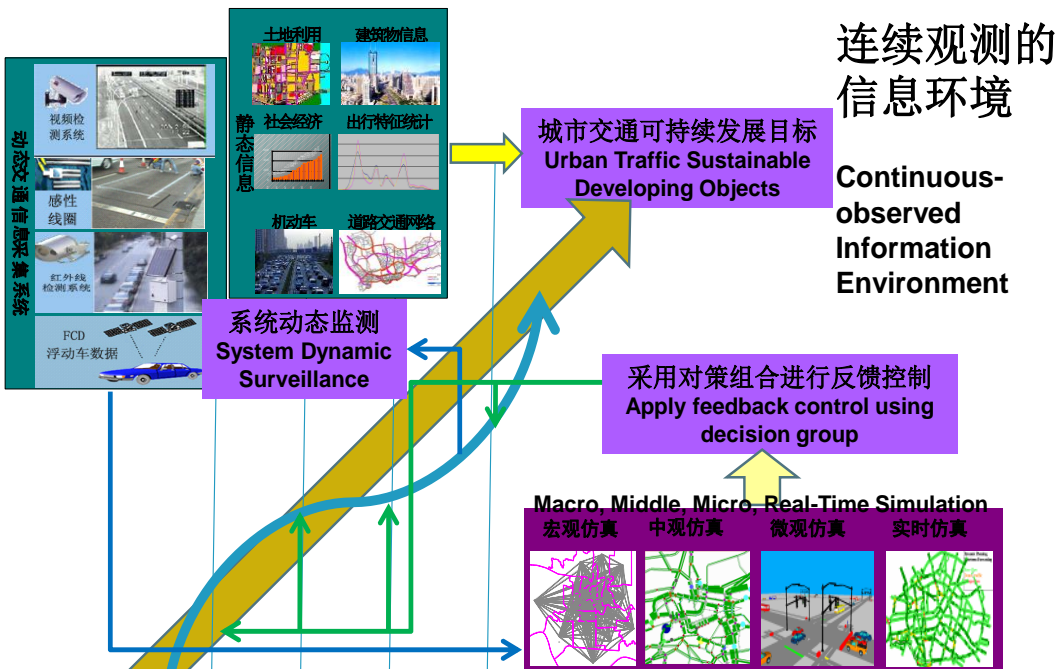 连续观测的
信息环境
Continuous-
observed
Information
Environment
土地利用
建筑物信息
社会经济
出行特征统计
机动车
道路交通网络
静态信息
动态交通信息采集系统
视频检
测系统
感性
线圈
红外线
检测系统
FCD
浮动车数据
城市交通可持续发展目标
Urban Traffic Sustainable
Developing Objects
系统动态监测
System Dynamic
Surveillance
采用对策组合进行反馈控制
Apply feedback control using
decision group
Macro, Middle, Micro, Real-Time Simulation
宏观仿真
中观仿真
微观仿真
实时仿真